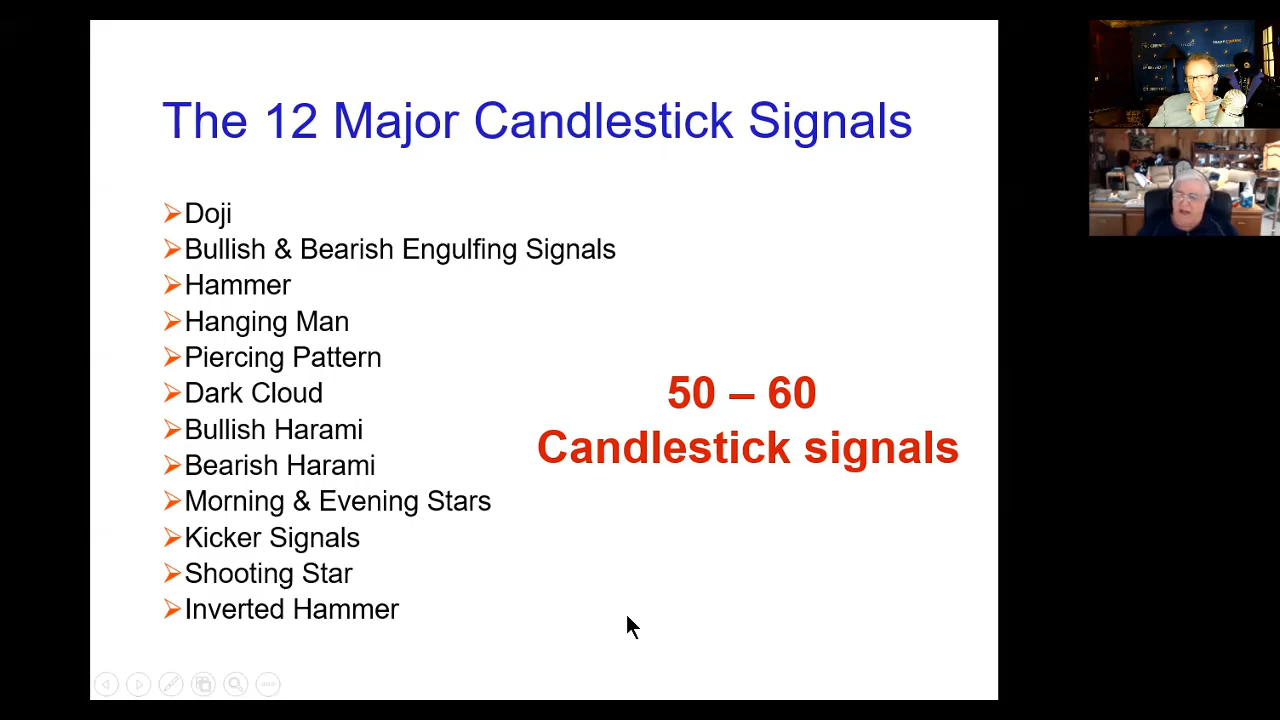 The 12 Major Candlestick Signals
➢Doji
➢Bullish & Bearish Engulfing Signals
➢Hammer
➢Hanging Man
➢Piercing Pattern
➢Dark Cloud
➢Bullish Harami
➢Bearish Harami
➢Morning & Evening Stars
➢Kicker Signals
➢Shooting Star
➢Inverted Hammer
50 – 60
Candlestick signals